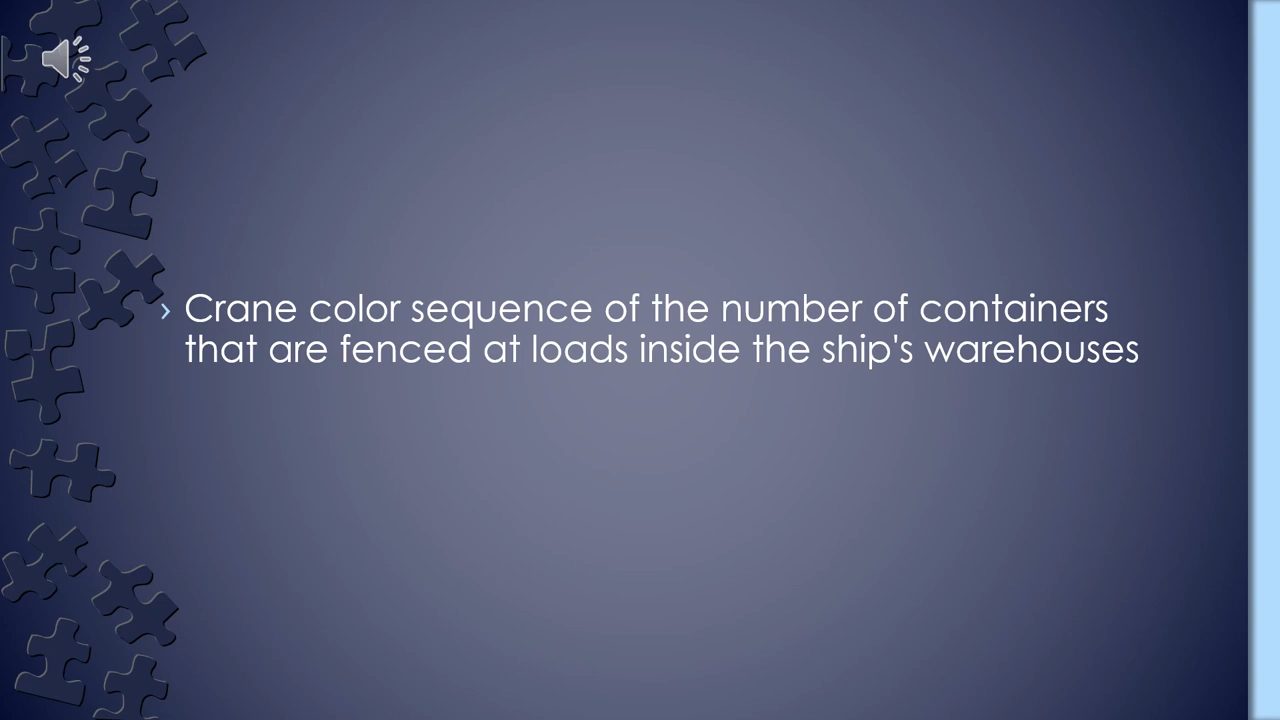 › Crane color sequence of the number of containers
that are fenced at loads inside the ship's warehouses